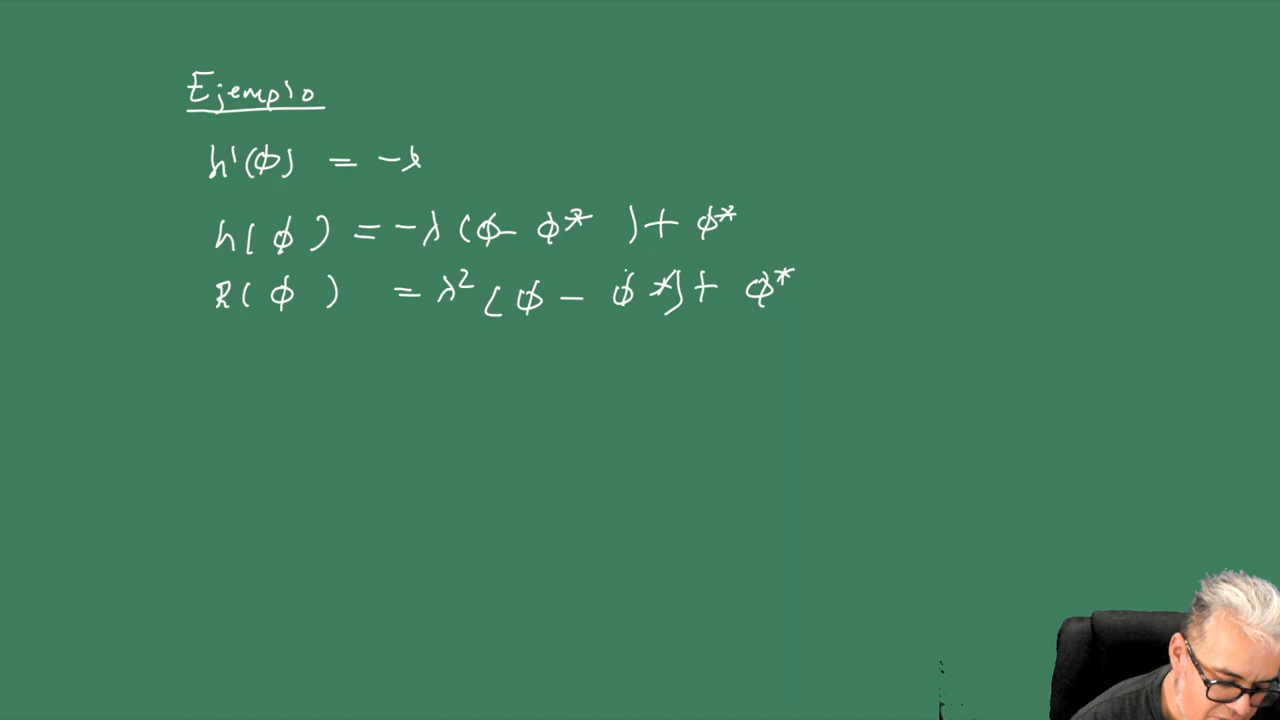 Ejemplo
h'(ϕ) = -λ
h(ϕ) = -λ(ϕ - ϕ*) + ϕ*
R(ϕ) = λ² [ϕ - ϕ*] + ϕ*